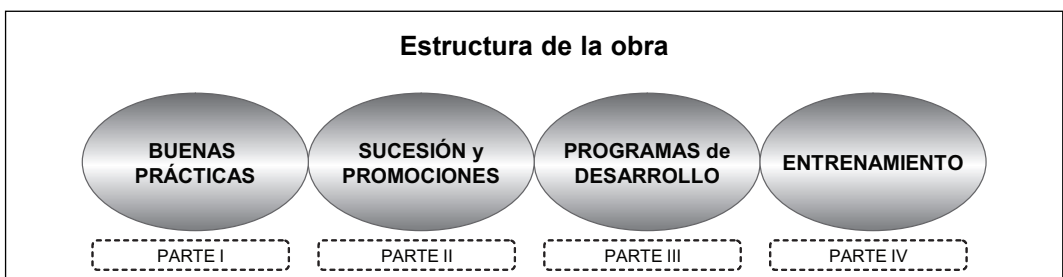 Estructura de la obra
BUENAS
PRÁCTICAS
SUCESIÓN y
PROMOCIONES
PROGRAMAS de
DESARROLLO
ENTRENAMIENTO
PARTE I
PARTE II
PARTE III
PARTE IV